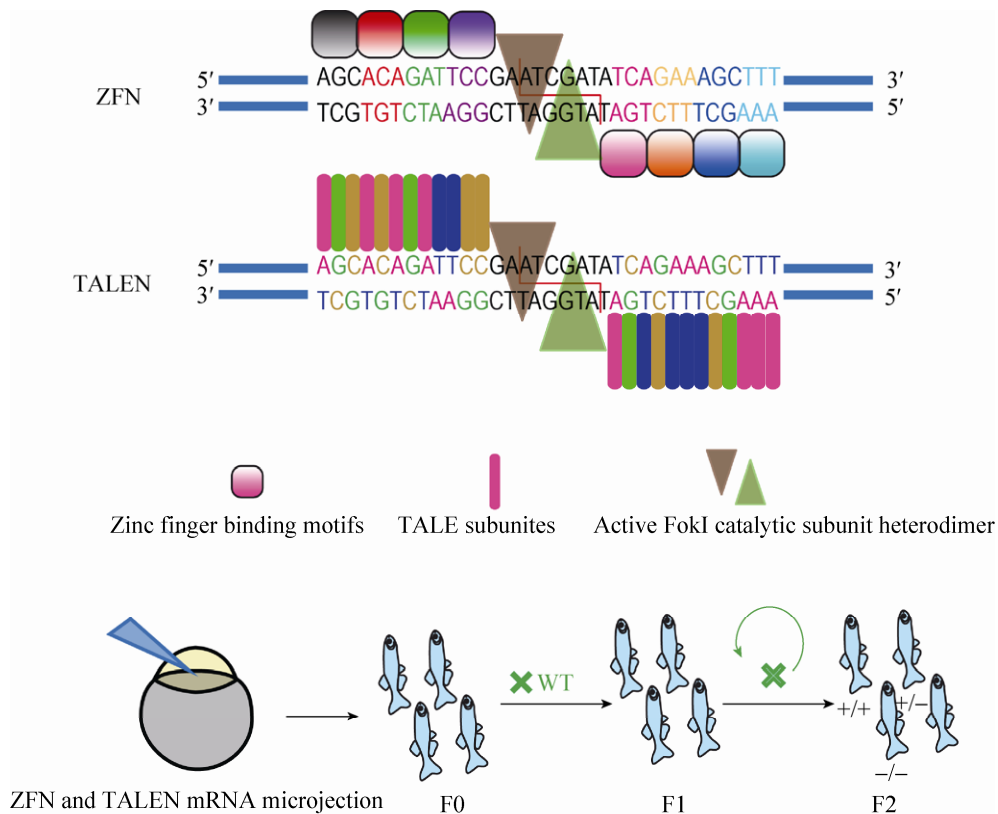 5′ AGCACAGATTCCGAATCGATATCAGAAAGCTTT 3′
ZFN
3′ TCGTGTCTAAGGCTTAGGTATAGTCTTTCGAAA 5′
5′ AGCACAGATTCCGAATCGATATCAGAAAGCTTT 3′
TALEN
3′ TCGTGTCTAAGGCTTAGGTATAGTCTTTCGAAA 5′
Zinc finger binding motifs
TALE subunites
Active FokI catalytic subunit heterodimer
WT
+/+
+/−
−/−
ZFN and TALEN mRNA microjection
F0
F1
F2